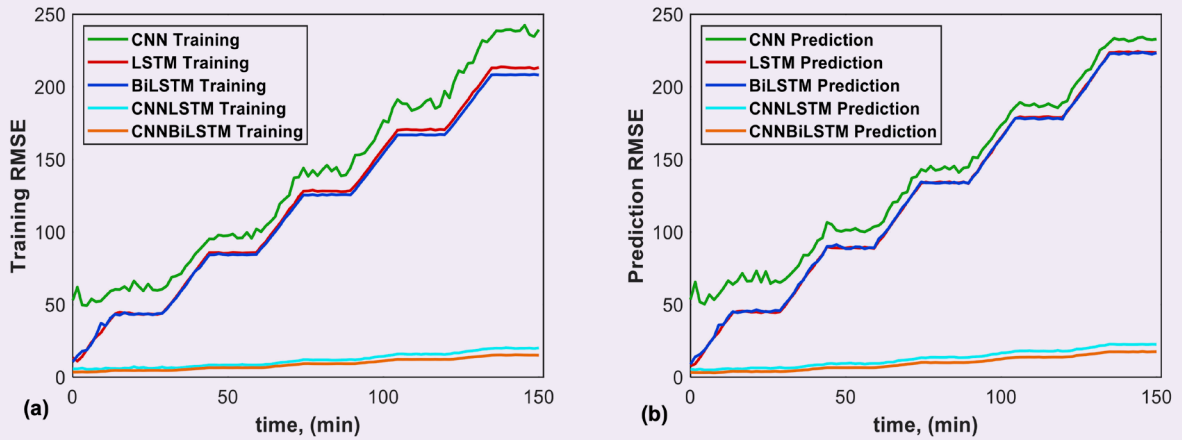 250
200
150
100
50
0
Training RMSE
CNN Training
LSTM Training
BiLSTM Training
CNNLSTM Training
CNNBiLSTM Training
0
50
100
150
time, (min)
(a)
250
200
150
100
50
0
Prediction RMSE
CNN Prediction
LSTM Prediction
BiLSTM Prediction
CNNLSTM Prediction
CNNBiLSTM Prediction
0
50
100
150
time, (min)
(b)